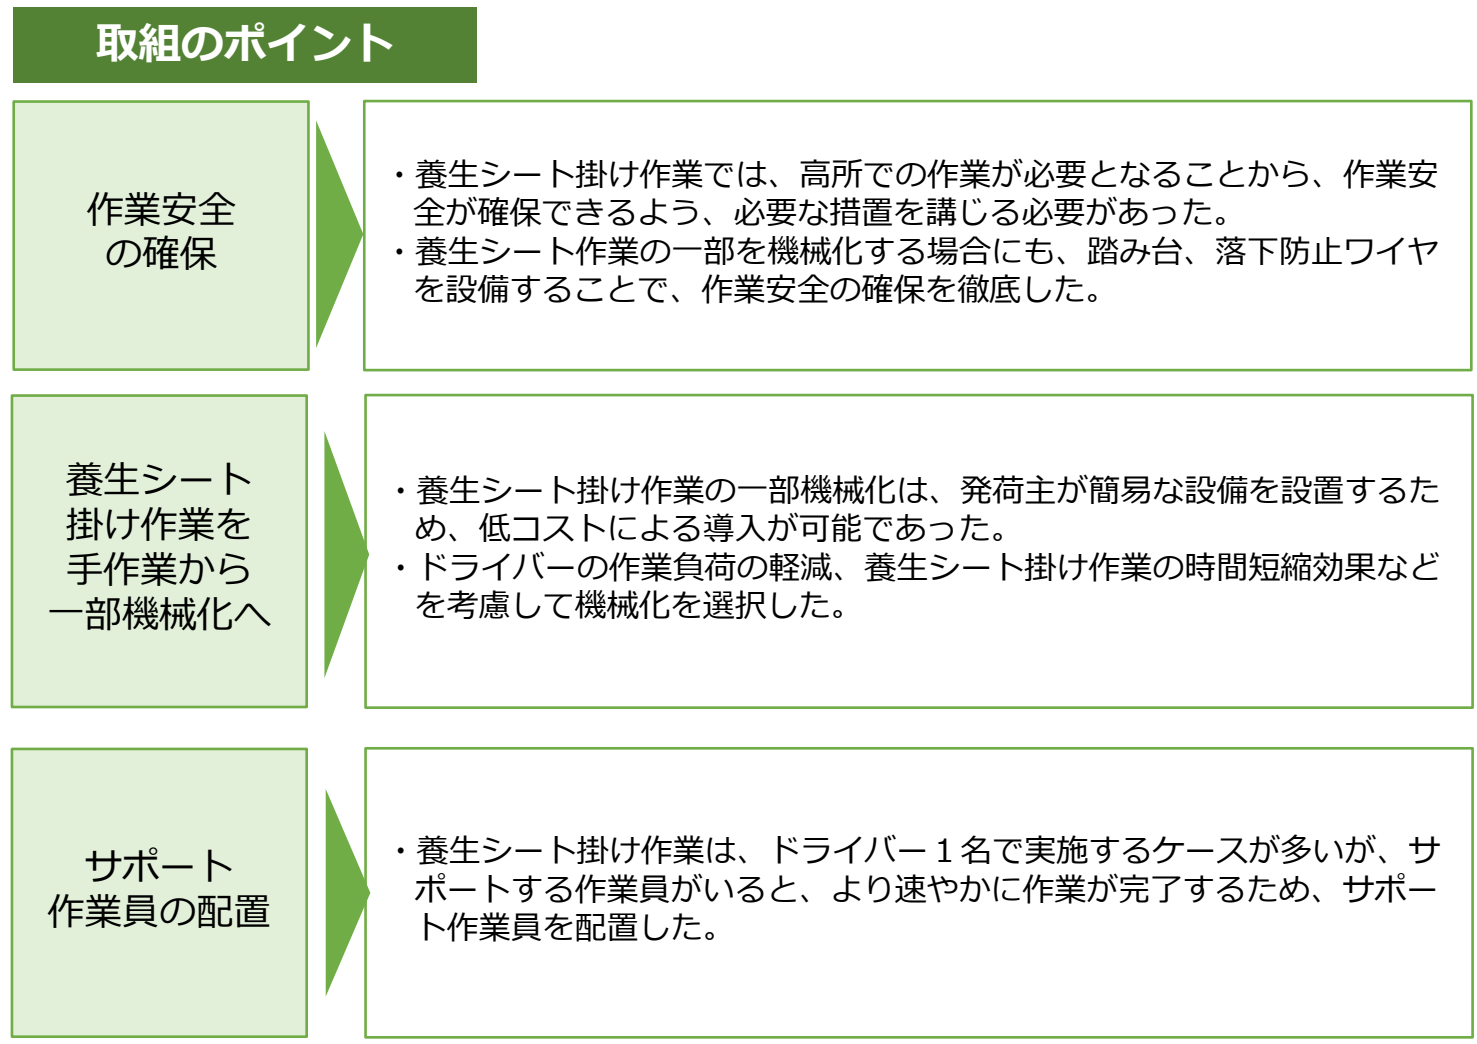 取組のポイント
作業安全
の確保
・養生シート掛け作業では、高所での作業が必要となることから、作業安
全が確保できるよう、必要な措置を講じる必要があった。
・養生シート作業の一部を機械化する場合にも、踏み台、落下防止ワイヤ
を設備することで、作業安全の確保を徹底した。
養生シート
掛け作業を
手作業から
一部機械化へ
・養生シート掛け作業の一部機械化は、発荷主が簡易な設備を設置するた
め、低コストによる導入が可能であった。
・ドライバーの作業負荷の軽減、養生シート掛け作業の時間短縮効果など
を考慮して機械化を選択した。
サポート
作業員の配置
・養生シート掛け作業は、ドライバー１名で実施するケースが多いが、サ
ポートする作業員がいると、より速やかに作業が完了するため、サポー
ト作業員を配置した。